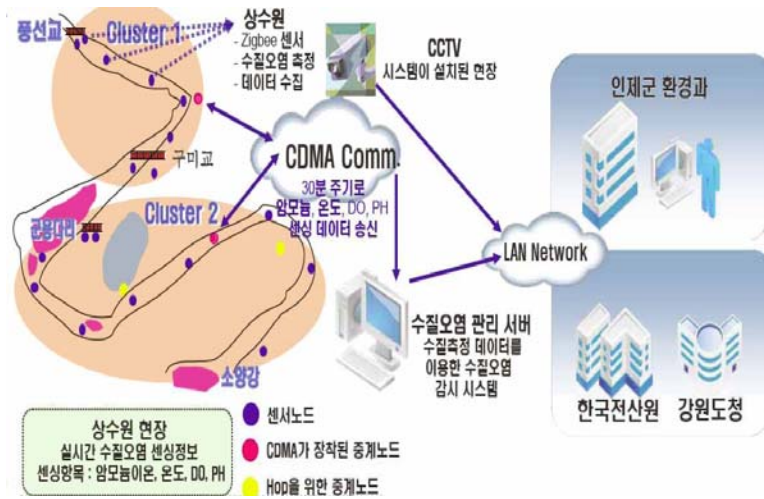 풍선교
Cluster 1
상수원
- Zigbee 센서
- 수질오염 측정
- 데이터 수집
CCTV
시스템이 설치된 현장
인제군 환경과
구미교
CDMA Comm.
30분 주기로
암모늄, 온도, DO, PH
센싱 데이터 송신
Cluster 2
군용대리
LAN Network
수질오염 관리 서버
수질측정 데이터를
이용한 수질오염
감시 시스템
소양강
한국전산원
강원도청
상수원 현장
실시간 수질오염 센싱정보
센싱항목 : 암모늄이온, 온도, DO, PH
센서노드
CDMA가 장착된 중계노드
Hop을 위한 중계노드